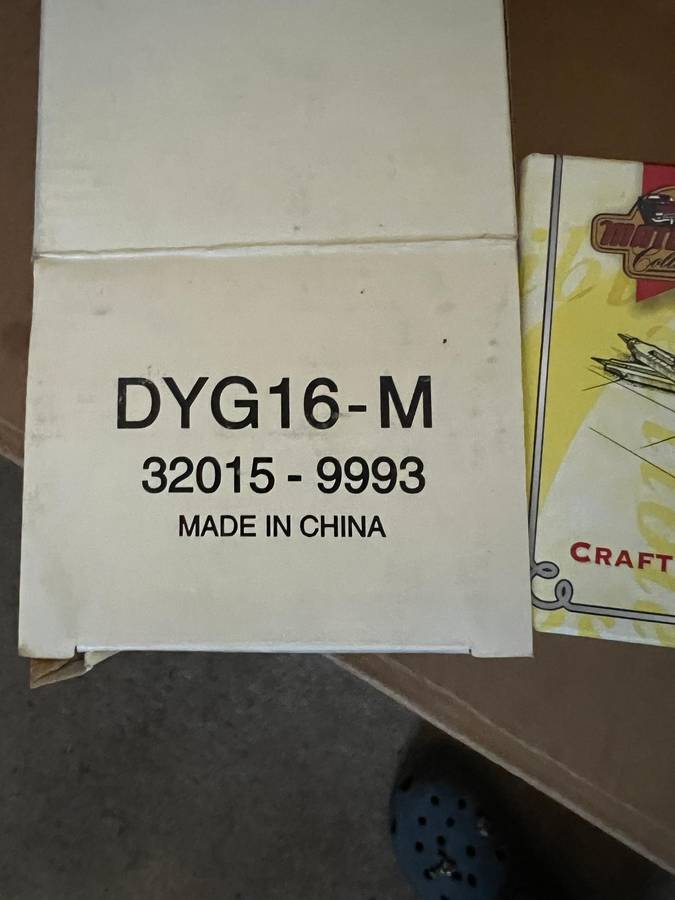 DYG16-M
32015 - 9993
MADE IN CHINA
CRAFT